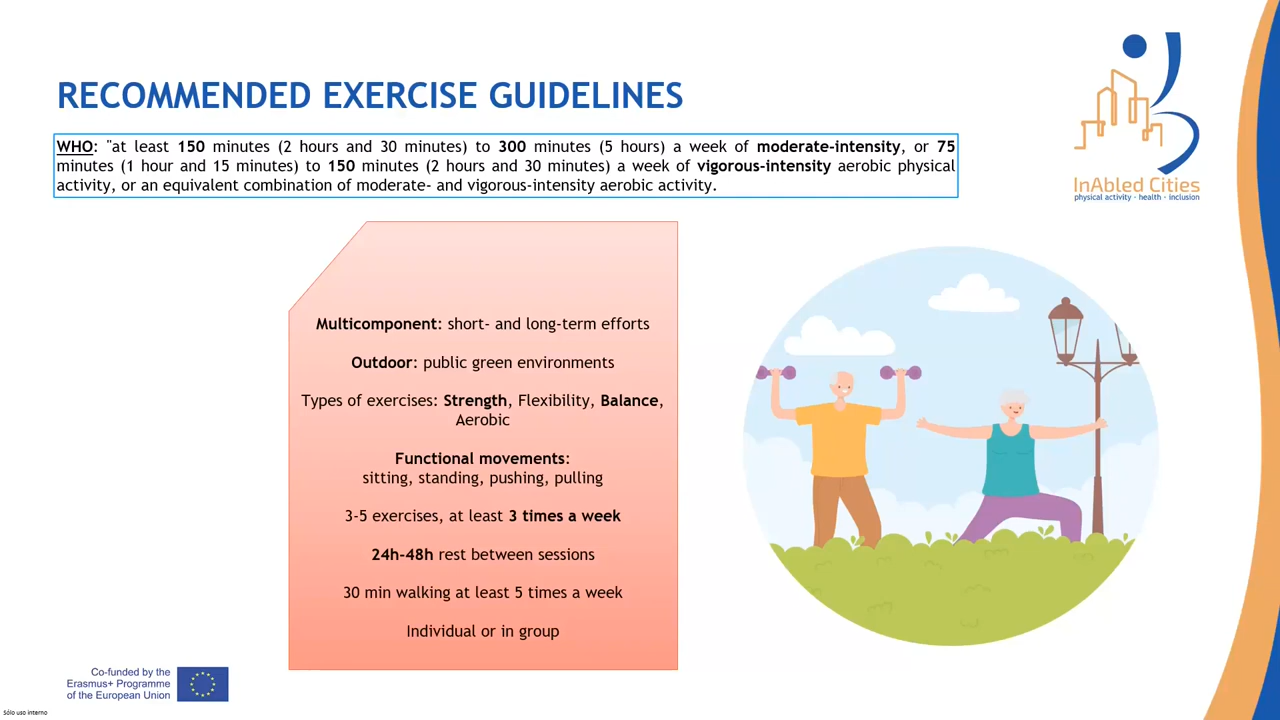 RECOMMENDED EXERCISE GUIDELINES
WHO: "at least 150 minutes (2 hours and 30 minutes) to 300 minutes (5 hours) a week of moderate-intensity, or 75
minutes (1 hour and 15 minutes) to 150 minutes (2 hours and 30 minutes) a week of vigorous-intensity aerobic physical
activity, or an equivalent combination of moderate- and vigorous-intensity aerobic activity.
InAbled Cities
physical activity - health - inclusion
Multicomponent: short- and long-term efforts
Outdoor: public green environments
Types of exercises: Strength, Flexibility, Balance,
Aerobic
Functional movements:
sitting, standing, pushing, pulling
3-5 exercises, at least 3 times a week
24h-48h rest between sessions
30 min walking at least 5 times a week
Individual or in group
Co-funded by the
Erasmus+ Programme
of the European Union
Sólo uso interno